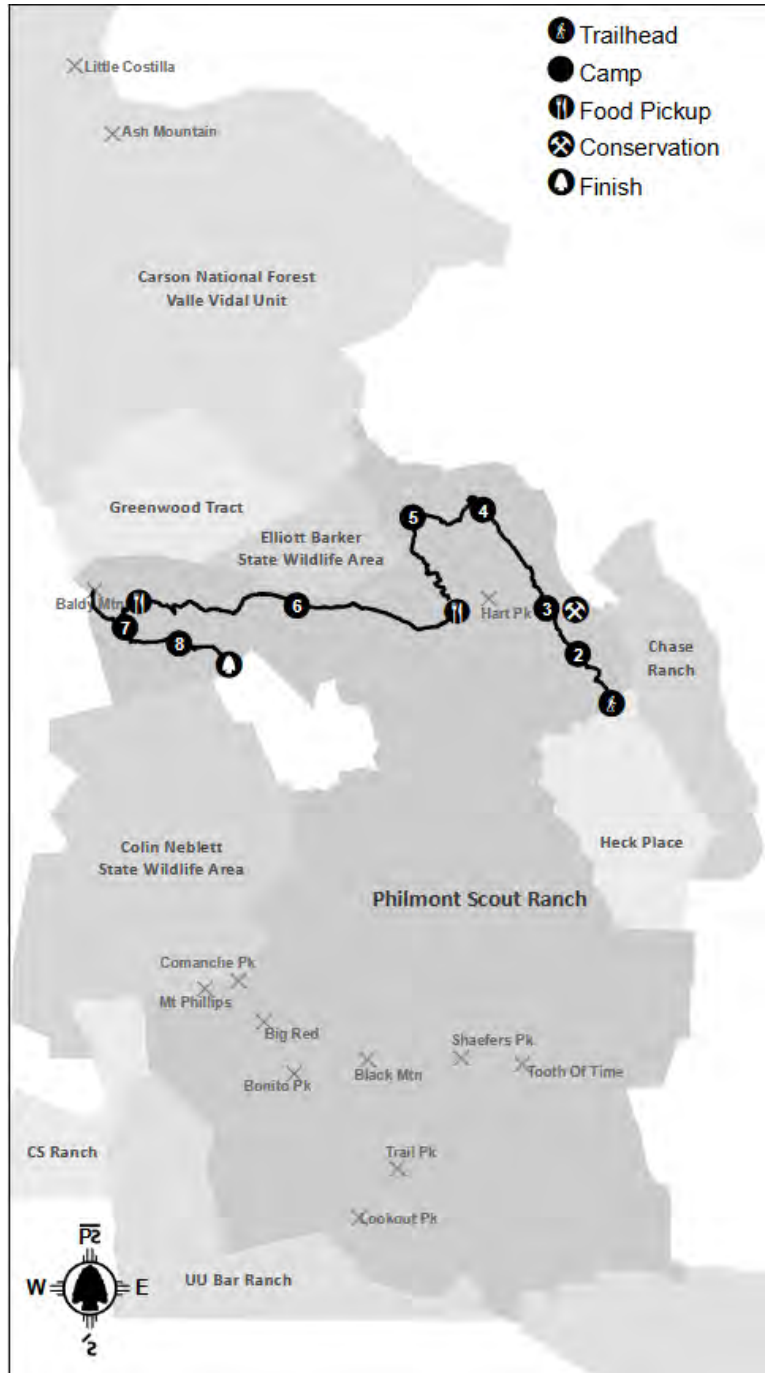 Trailhead
Camp
Food Pickup
Conservation
Finish
Little Costilla
Ash Mountain
Carson National Forest
Valle Vidal Unit
Greenwood Tract
Elliott Barker
State Wildlife Area
5
4
Baldy Mtn
6
Hart Pk
3
7
8
2
Chase
Ranch
Colin Neblett
State Wildlife Area
Heck Place
Philmont Scout Ranch
Comanche Pk
Mt Phillips
Big Red
Bonito Pk
Black Mtn
Shaefers Pk
Tooth Of Time
CS Ranch
Trail Pk
Lookout Pk
W
E
UU Bar Ranch